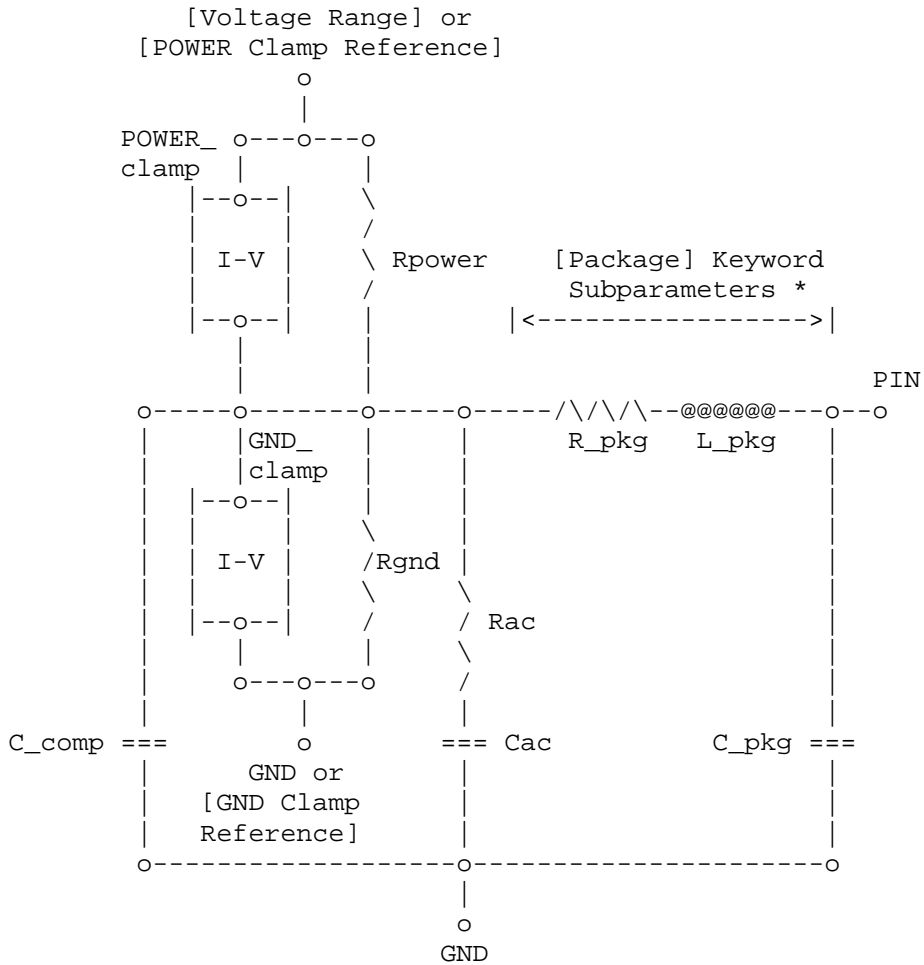 [Voltage Range] or
[POWER Clamp Reference]
POWER_
clamp
I-V
Rpower
[Package] Keyword
Subparameters *
PIN
GND_
clamp
R_pkg L_pkg
I-V
Rgnd
Rac
C_comp
Cac
C_pkg
GND or
[GND Clamp
Reference]
GND